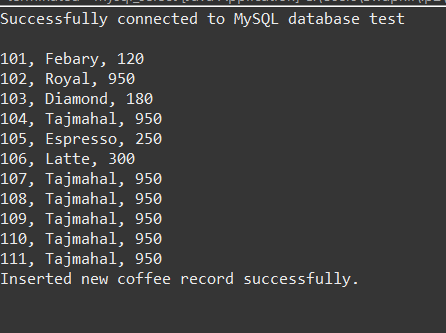 Successfully connected to MySQL database test
101, Febary, 120
102, Royal, 950
103, Diamond, 180
104, Tajmahal, 950
105, Espresso, 250
106, Latte, 300
107, Tajmahal, 950
108, Tajmahal, 950
109, Tajmahal, 950
110, Tajmahal, 950
111, Tajmahal, 950
Inserted new coffee record successfully.